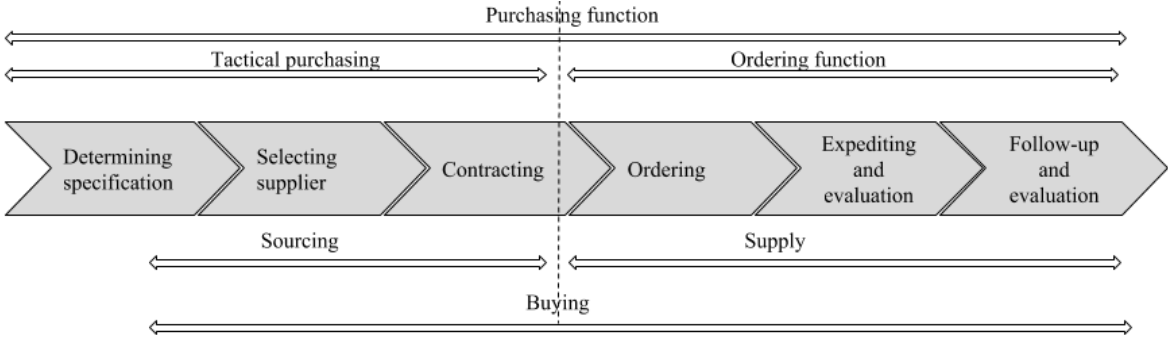 Purchasing function
Tactical purchasing
Ordering function
Determining
specification
Selecting
supplier
Contracting
Ordering
Expediting
and
evaluation
Follow-up
and
evaluation
Sourcing
Supply
Buying